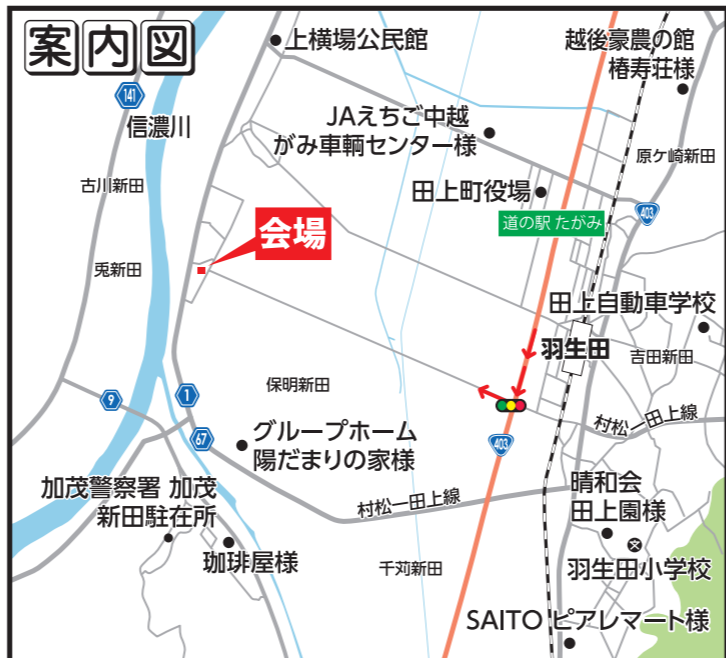 案内図
上横場公民館
越後豪農の館
椿寿荘様
141
信濃川
JAえちご中越
がみ車輌センター様
原ケ崎新田
古川新田
田上町役場
403
道の駅 たがみ
会場
兎新田
田上自動車学校
羽生田
吉田新田
保明新田
9
1
67
村松一田上線
403
グループホーム
陽だまりの家様
加茂警察署 加茂
新田駐在所
村松一田上線
晴和会
田上園様
珈琲屋様
千苅新田
羽生田小学校
SAITO ピアレマート様